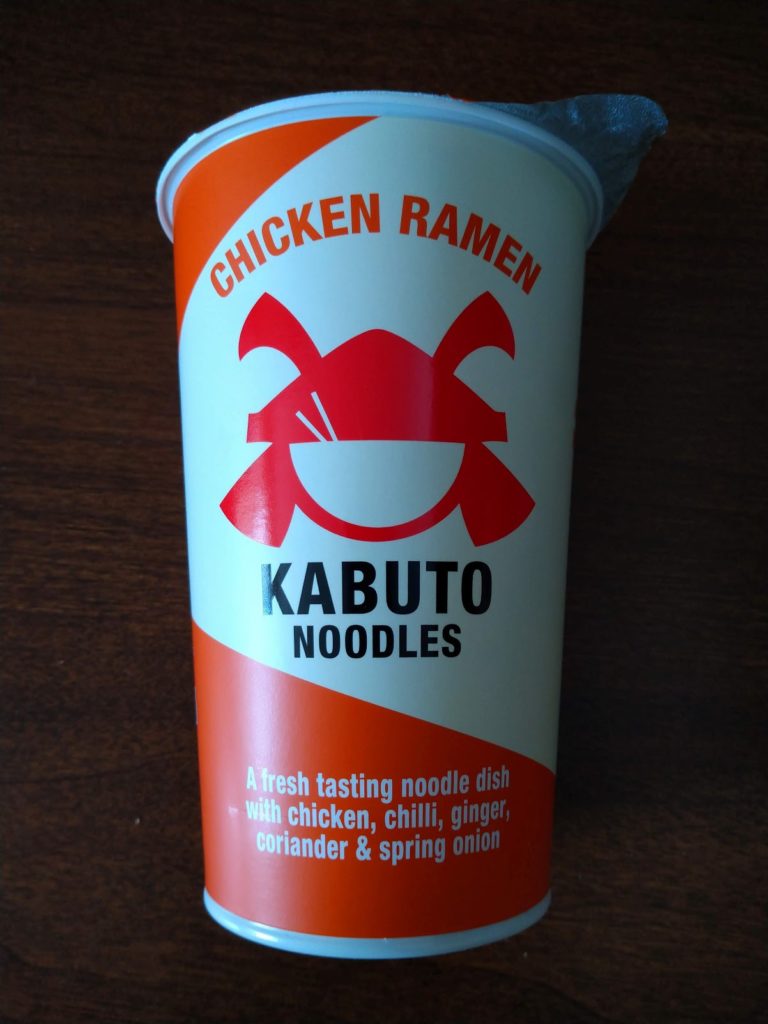 CHICKEN RAMEN
KABUTO
NOODLES
A fresh tasting noodle dish
with chicken, chilli, ginger,
coriander & spring onion